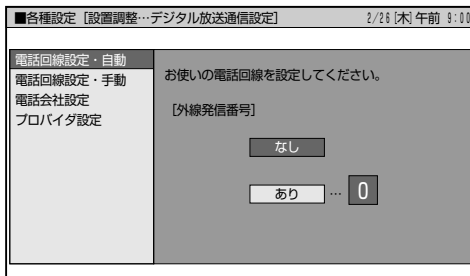 ■各種設定［設置調整…デジタル放送通信設定］ 2/26[木]午前 9:00
電話回線設定・自動
電話回線設定・手動
電話会社設定
プロバイダ設定
お使いの電話回線を設定してください。
［外線発信番号］
なし
あり … 0